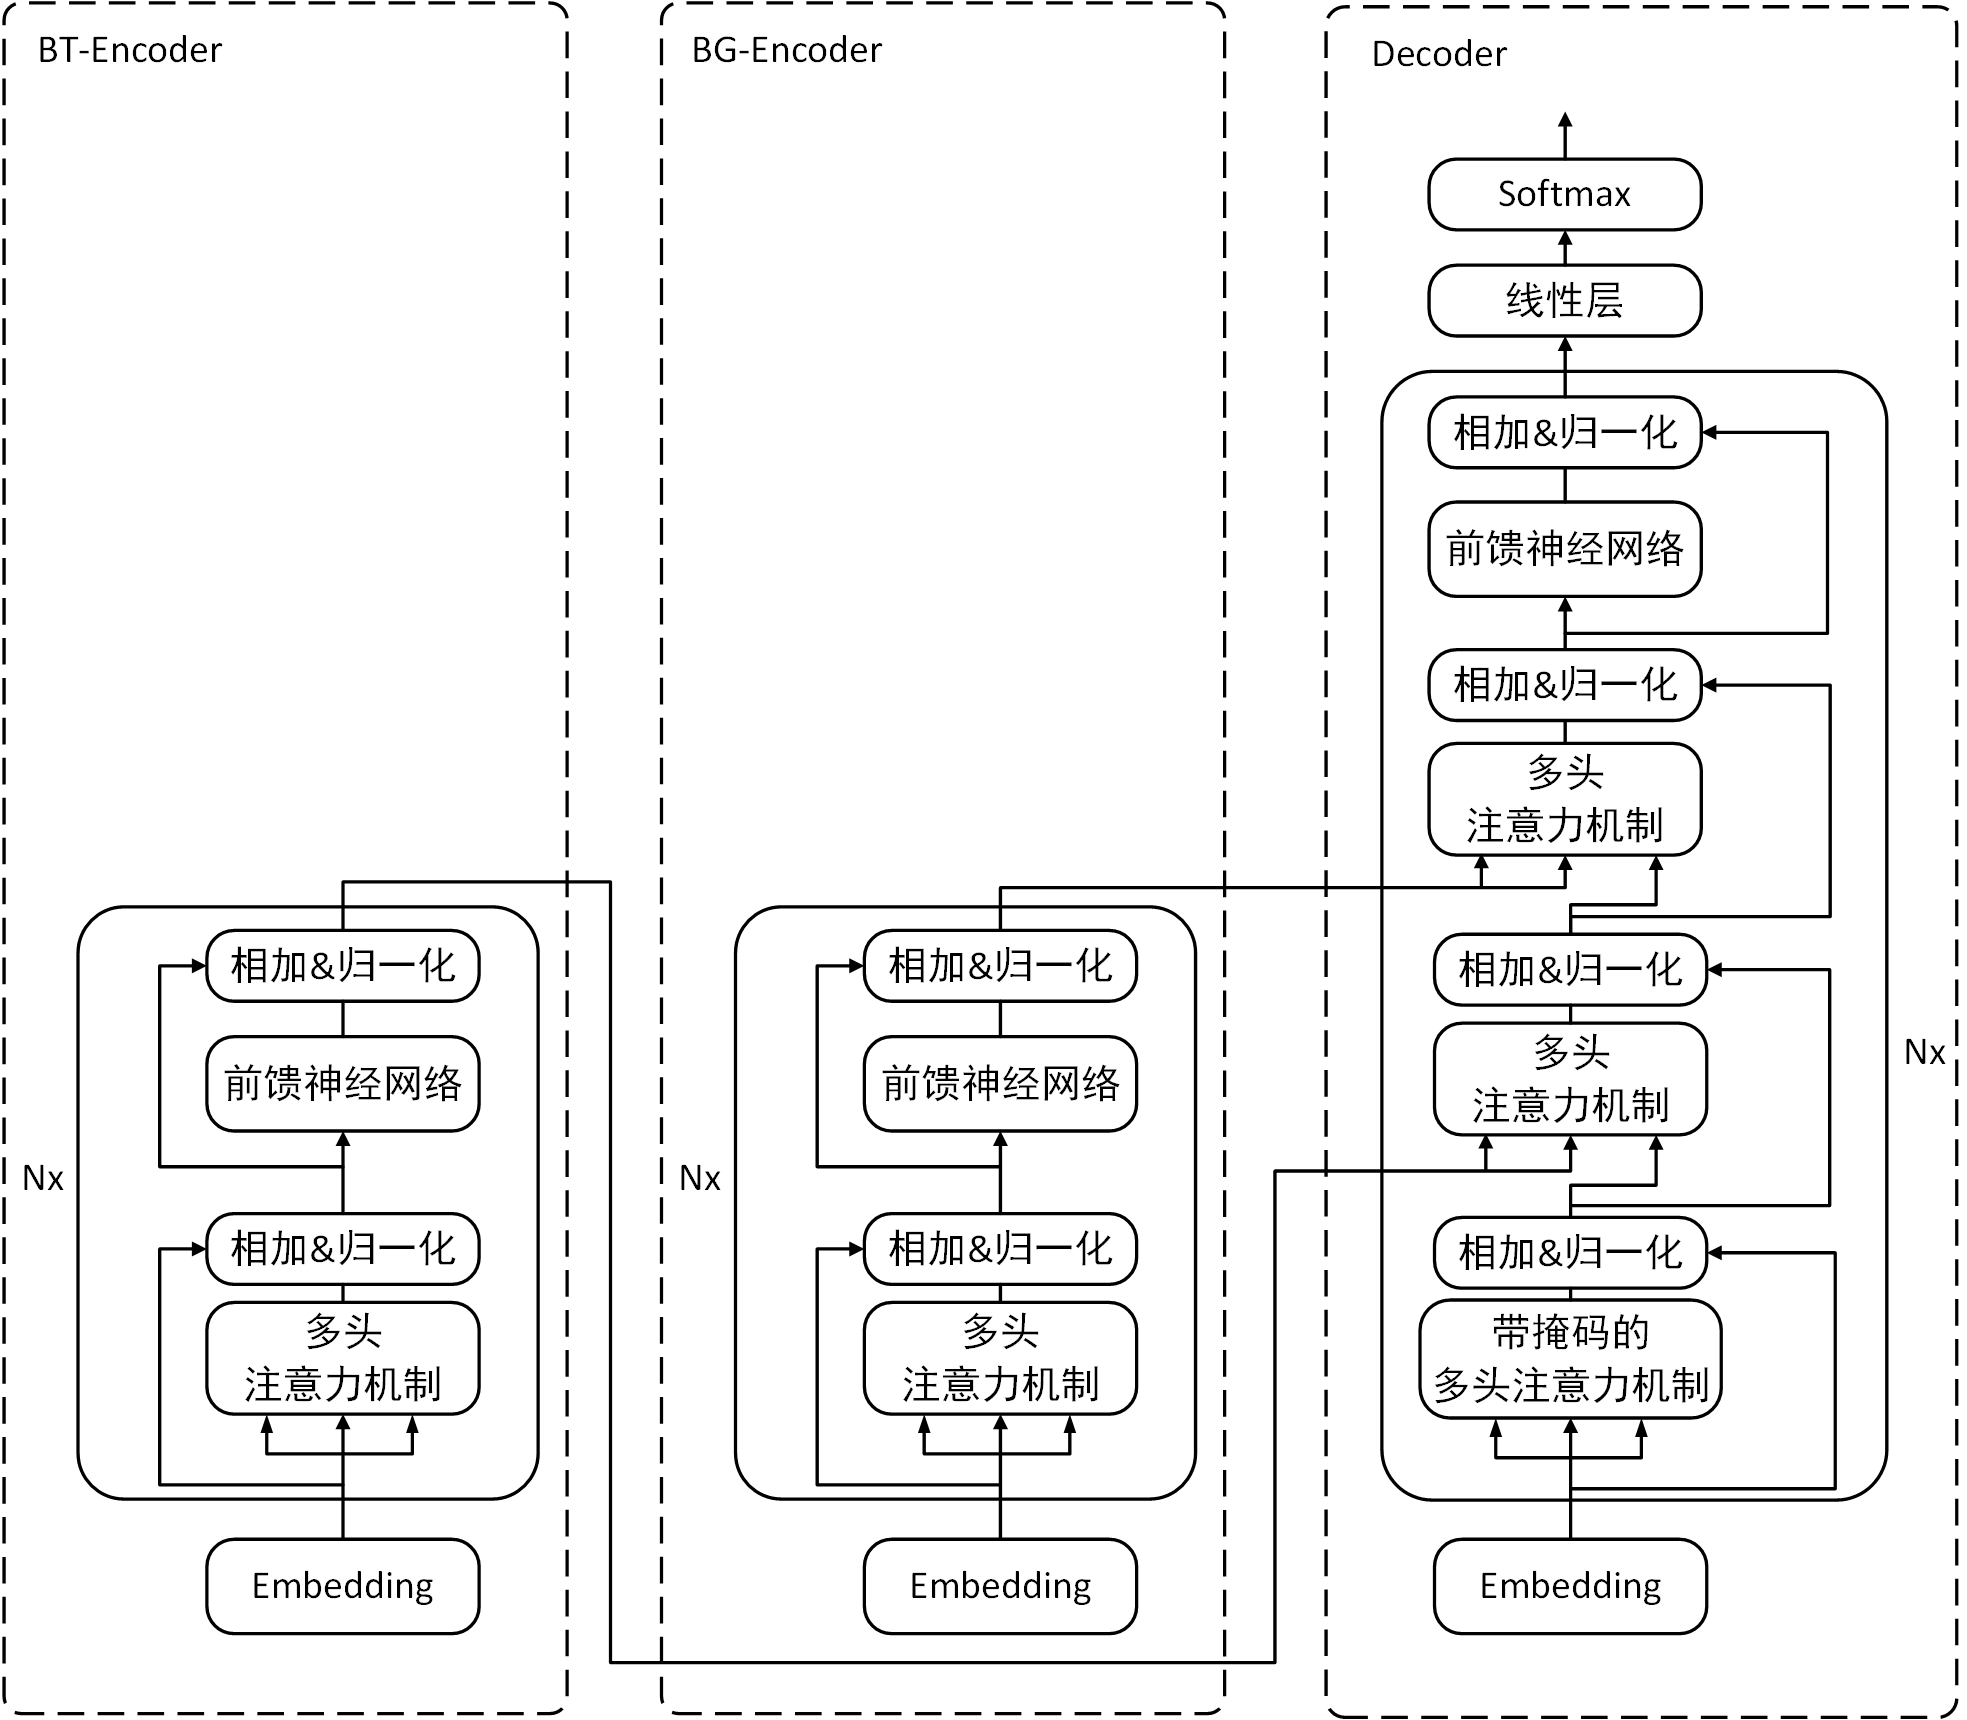 BT-Encoder
相加&归一化
前馈神经网络
Nx
相加&归一化
多头
注意力机制
Embedding
BG-Encoder
相加&归一化
前馈神经网络
Nx
相加&归一化
多头
注意力机制
Embedding
Decoder
Softmax
线性层
相加&归一化
前馈神经网络
相加&归一化
多头
注意力机制
相加&归一化
多头
注意力机制
Nx
相加&归一化
带掩码的
多头注意力机制
Embedding